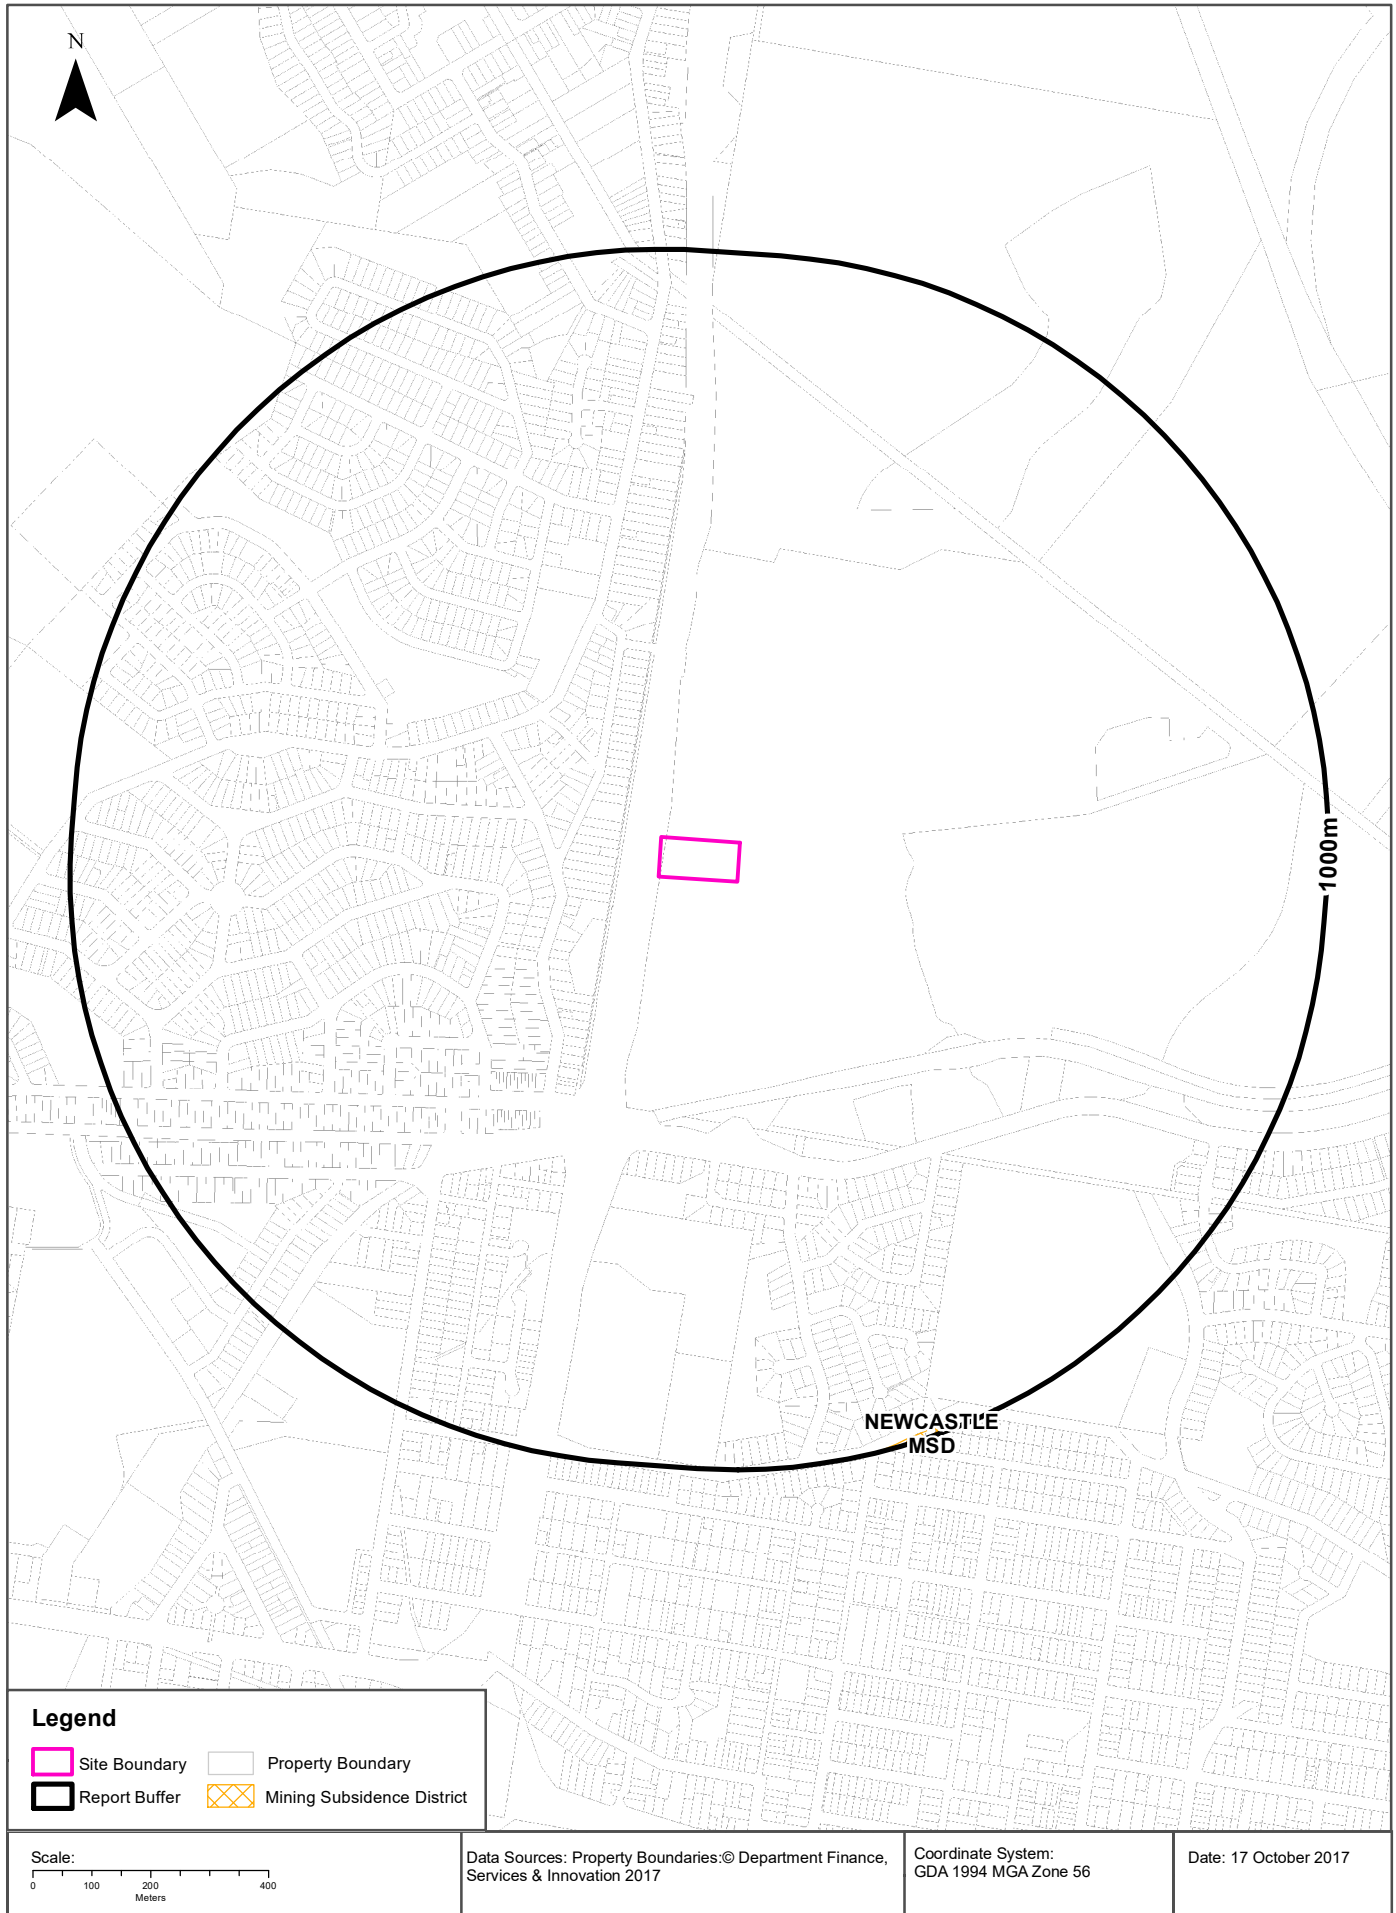 N
1000m
NEWCASTLE
MSD
Legend
Site Boundary
Property Boundary
Report Buffer
Mining Subsidence District
Scale:
0 100 200 400
Meters
Data Sources: Property Boundaries:© Department Finance,
Services & Innovation 2017
Coordinate System:
GDA 1994 MGA Zone 56
Date: 17 October 2017